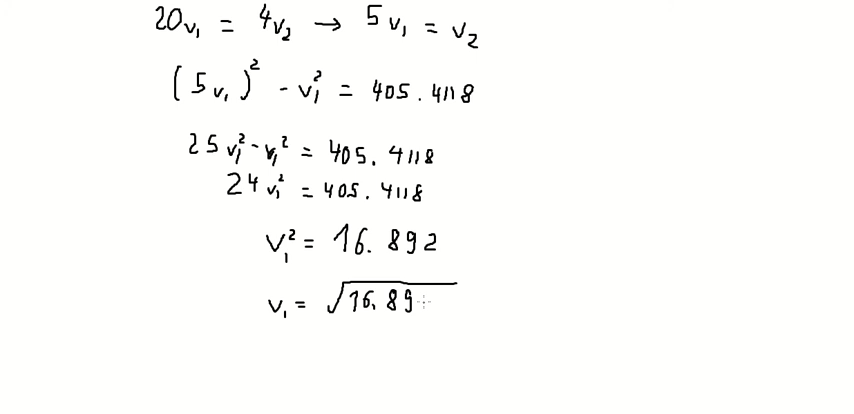 20v₁ = 4v₂ → 5v₁ = v₂
(5v₁)² - v₁² = 405.4118
25v₁² - v₁² = 405.4118
24v₁² = 405.4118
v₁² = 16.892
v₁ = √16.89